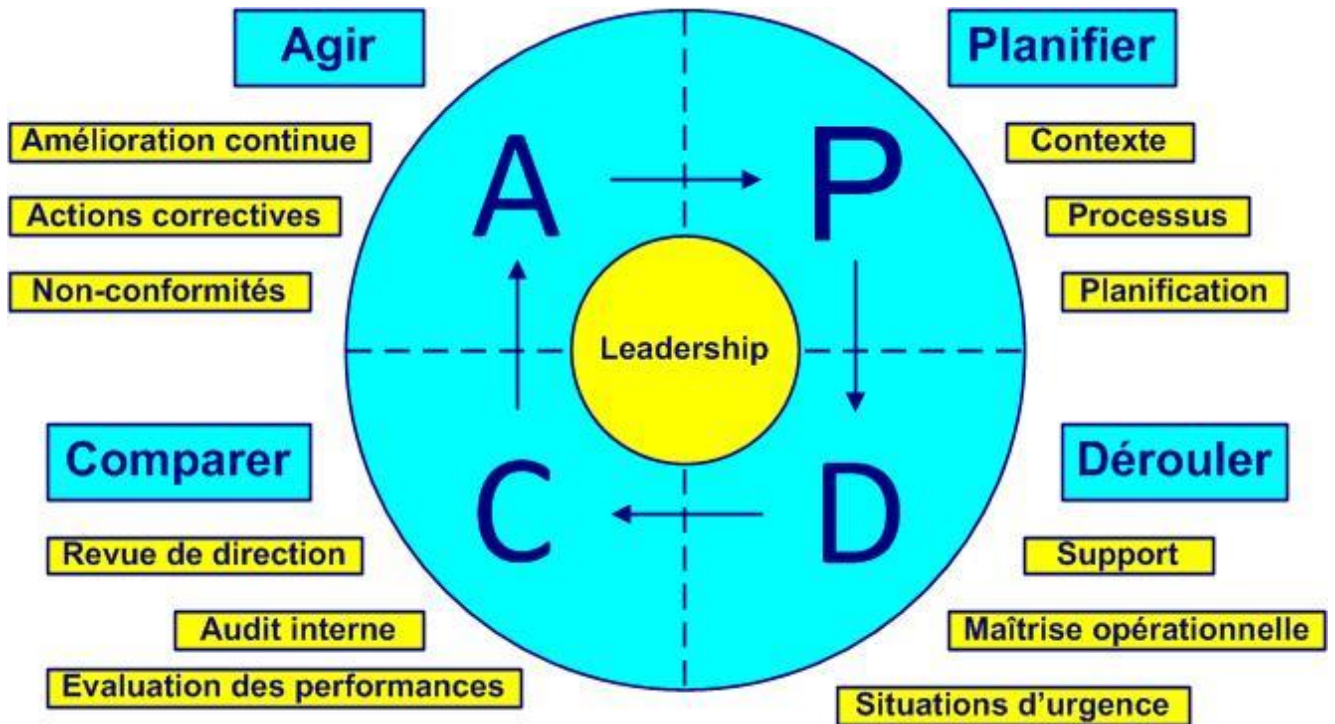 Agir
Planifier
Amélioration continue
Contexte
Actions correctives
Processus
Non-conformités
Planification
A
P
Leadership
C
D
Comparer
Dérouler
Revue de direction
Support
Audit interne
Maîtrise opérationnelle
Evaluation des performances
Situations d'urgence